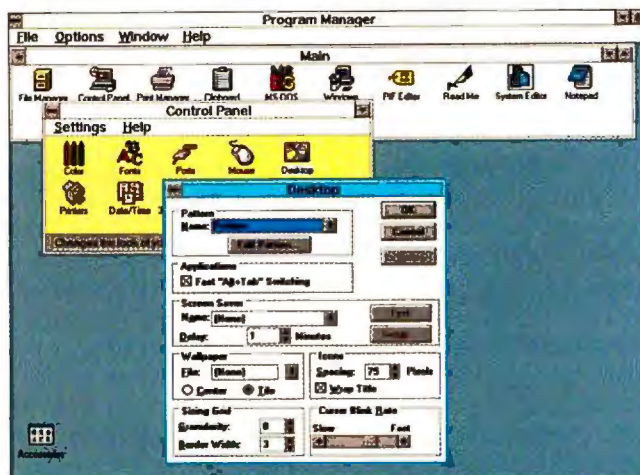 Program Manager
File Options Window Help
Main
File Manager Control Panel Print Manager Clipboard MS-DOS Windows PIF Editor Read Me System Editor Notepad
Control Panel
Settings Help
Color Fonts Ports Mouse Desktop
Printers Date/Time
Changes the look of
Desktop
Pattern
Name:
Edit Pattern...
OK
Cancel
Applications
Fast "Alt+Tab" Switching
Screen Saver
Name: (None)
Test
Delay: 1 Minutes
Wallpaper
File: (None)
Center Tile
Icons
Spacing: 75 Pixels
Wrap Title
Sizing Grid
Granularity: 0
Border Width: 3
Cursor Blink Rate
Slow Fast
Accessories